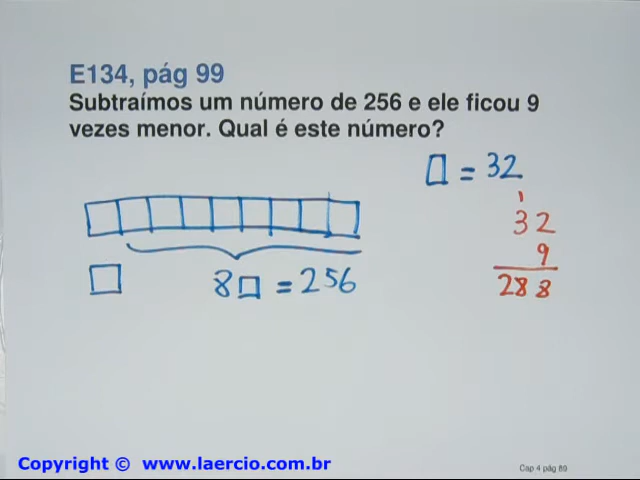 E134, pág 99
Subtraímos um número de 256 e ele ficou 9
vezes menor. Qual é este número?
□ = 32
1
32
9
288
8□ = 256
Copyright © www.laercio.com.br
Cap 4 pág 89